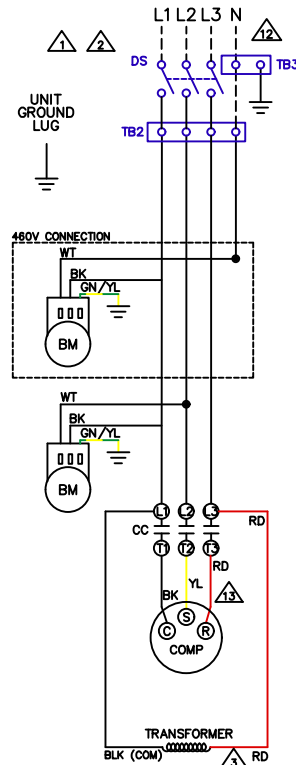 L1 L2 L3 N
1 2 12
DS
TB3
UNIT
GROUND
LUG
TB2
460V CONNECTION
WT
BK
GN/YL
BM
WT
BK
GN/YL
BM
L1 L2 L3
RD
CC
T1 T2 T3
RD
YL
BK
13
S
C R
COMP
TRANSFORMER
BLK (COM) 3 RD